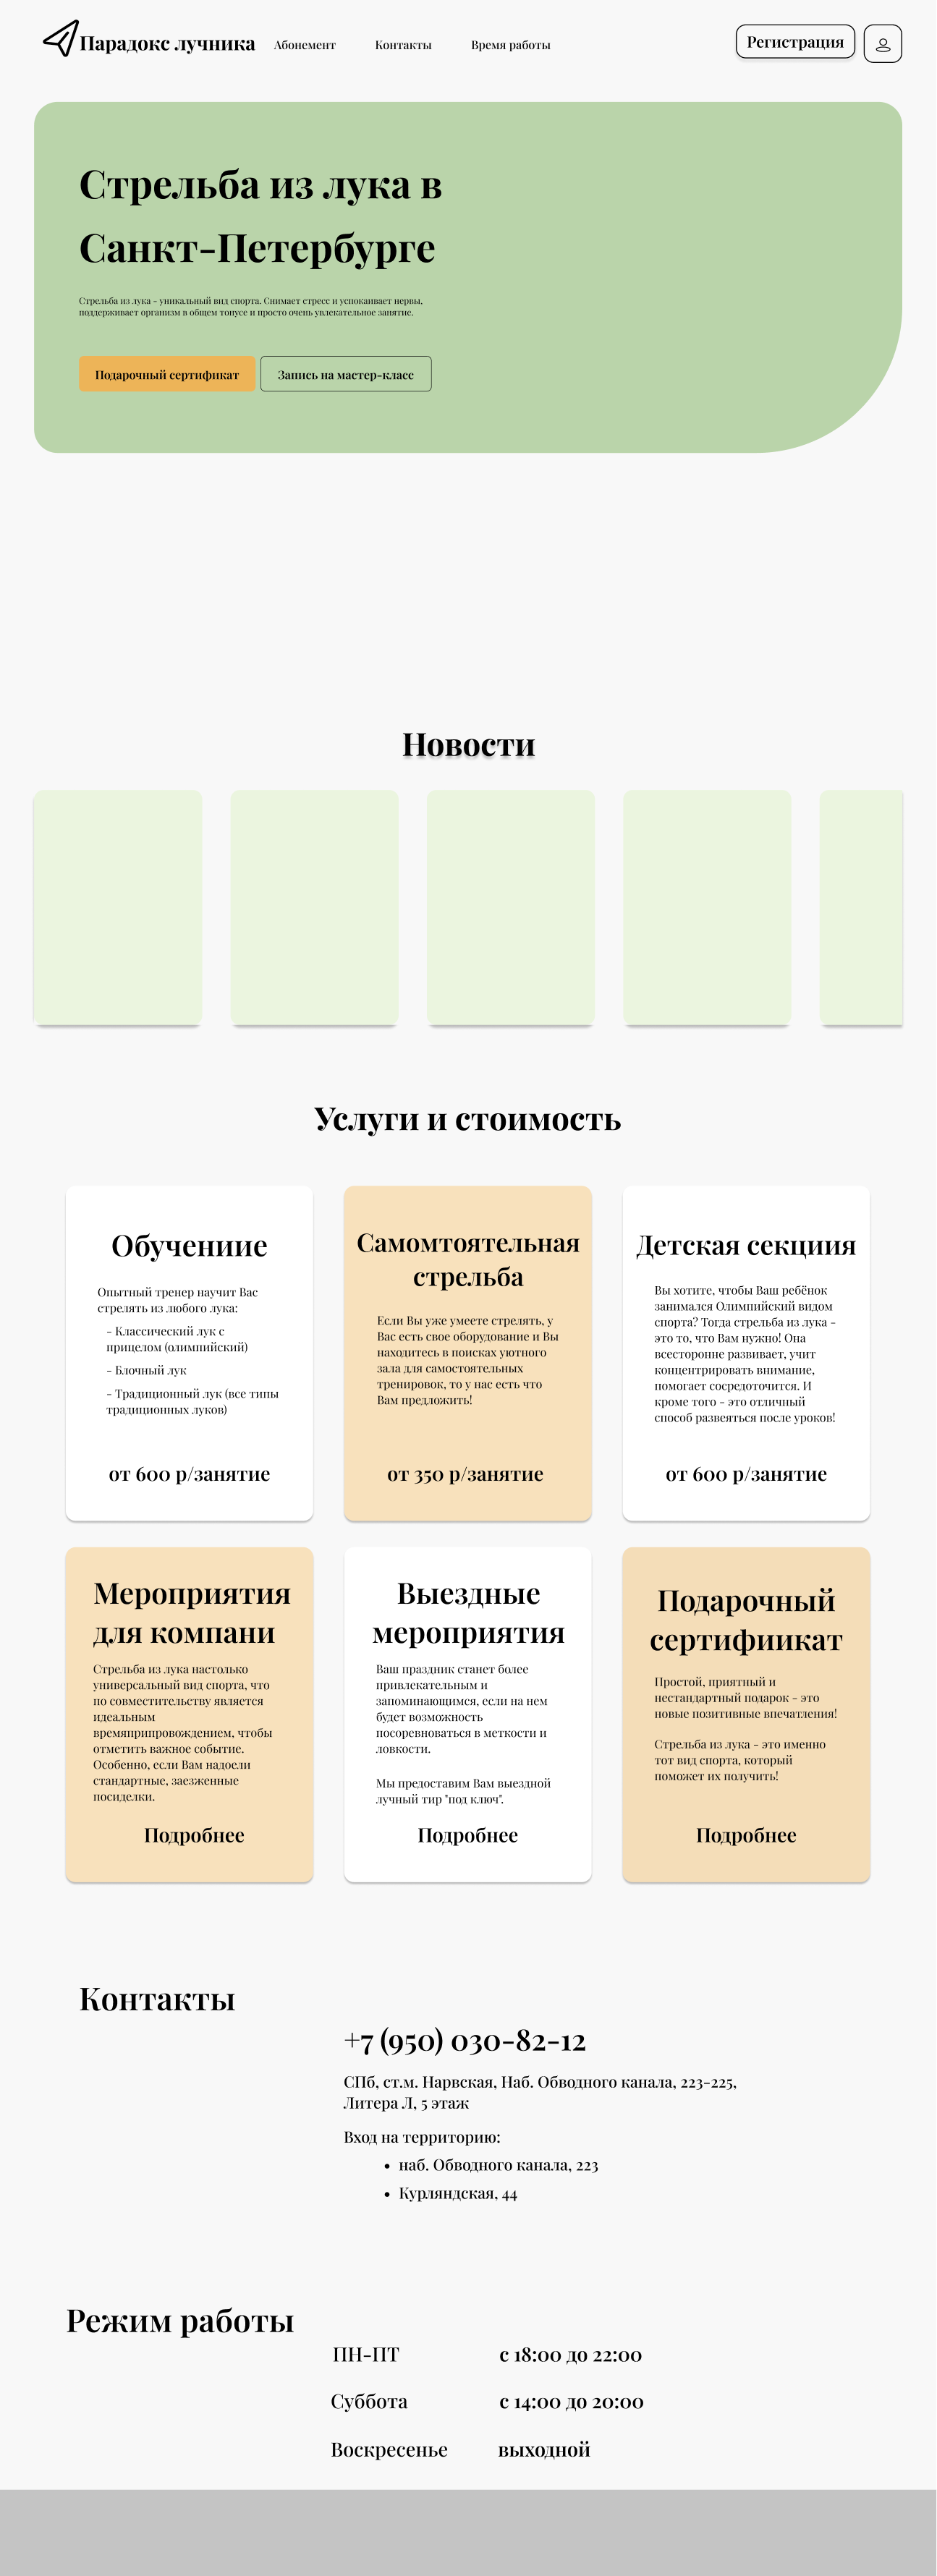 Парадокс лучника
Абонемент
Контакты
Время работы
Регистрация
Стрельба из лука в
Санкт-Петербурге
Стрельба из лука - уникальный вид спорта. Снимает стресс и успокаивает нервы,
поддерживает организм в общем тонусе и просто очень увлекательное занятие.
Подарочный сертификат
Запись на мастер-класс
Новости
Услуги и стоимость
Обучениие
Опытный тренер научит Вас
стрелять из любого лука:
- Классический лук с
прицелом (олимпийский)
- Блочный лук
- Традиционный лук (все типы
традиционных луков)
от 600 р/занятие
Самомтоятельная
стрельба
Если Вы уже умеете стрелять, у
Вас есть свое оборудование и Вы
находитесь в поисках уютного
зала для самостоятельных
тренировок, то у нас есть что
Вам предложить!
от 350 р/занятие
Детская секциия
Вы хотите, чтобы Ваш ребёнок
занимался Олимпийский видом
спорта? Тогда стрельба из лука -
это то, что Вам нужно! Она
всесторонне развивает, учит
концентрировать внимание,
помогает сосредоточится. И
кроме того - это отличный
способ развеяться после уроков!
от 600 р/занятие
Мероприятия
для компани
Стрельба из лука настолько
универсальный вид спорта, что
по совместительству является
идеальным
времяприпровождением, чтобы
отметить важное событие.
Особенно, если Вам надоели
стандартные, заезженные
посиделки.
Подробнее
Выездные
мероприятия
Ваш праздник станет более
привлекательным и
запоминающимся, если на нем
будет возможность
посоревноваться в меткости и
ловкости.
Мы предоставим Вам выездной
лучный тир "под ключ".
Подробнее
Подарочный
сертифиикат
Простой, приятный и
нестандартный подарок - это
новые позитивные впечатления!
Стрельба из лука - это именно
тот вид спорта, который
поможет их получить!
Подробнее
Контакты
+7 (950) 030-82-12
СПб, ст.м. Нарвская, Наб. Обводного канала, 223-225,
Литера Л, 5 этаж
Вход на территорию:
• наб. Обводного канала, 223
• Курляндская, 44
Режим работы
ПН-ПТ с 18:00 до 22:00
Суббота с 14:00 до 20:00
Воскресенье выходной